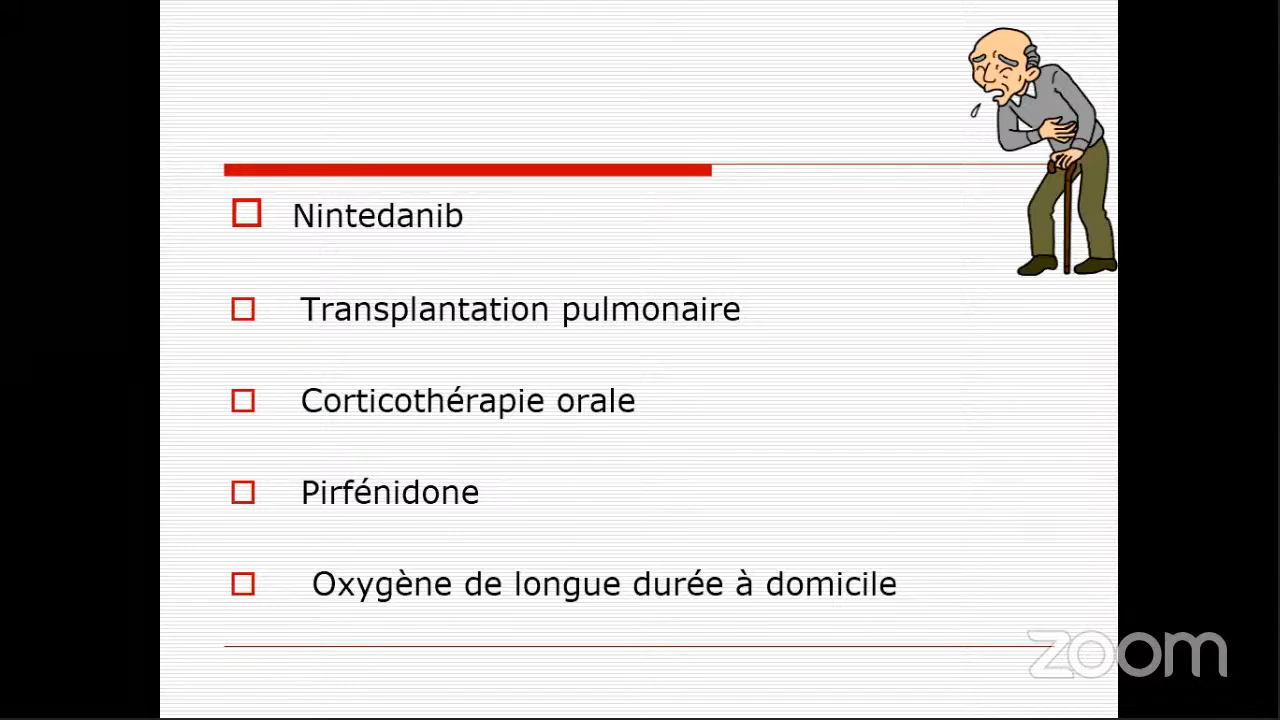 Nintedanib
Transplantation pulmonaire
Corticothérapie orale
Pirfénidone
Oxygène de longue durée à domicile
zoom